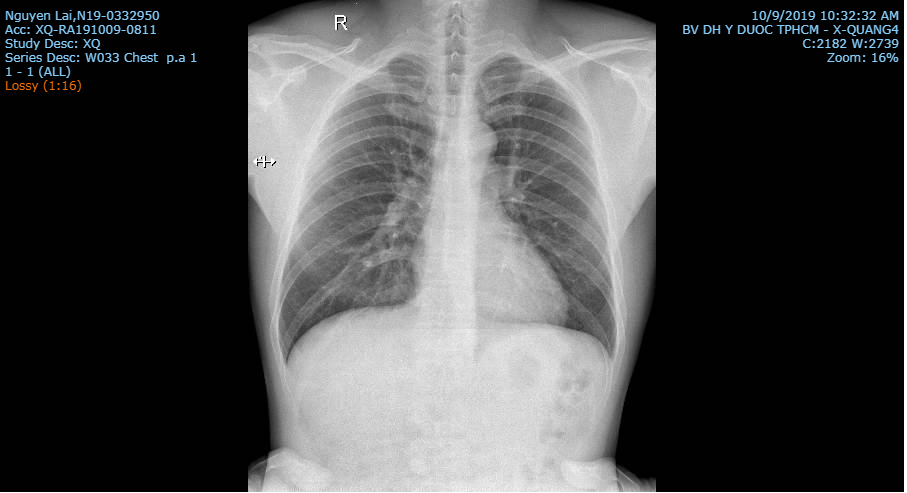 Nguyen Lai,N19-0332950
Acc: XQ-RA191009-0811
Study Desc: XQ
Series Desc: W033 Chest p.a 1
1 - 1 (ALL)
Lossy (1:16)
R
10/9/2019 10:32:32 AM
BV DH Y DUOC TPHCM - X-QUANG4
C:2182 W:2739
Zoom: 16%